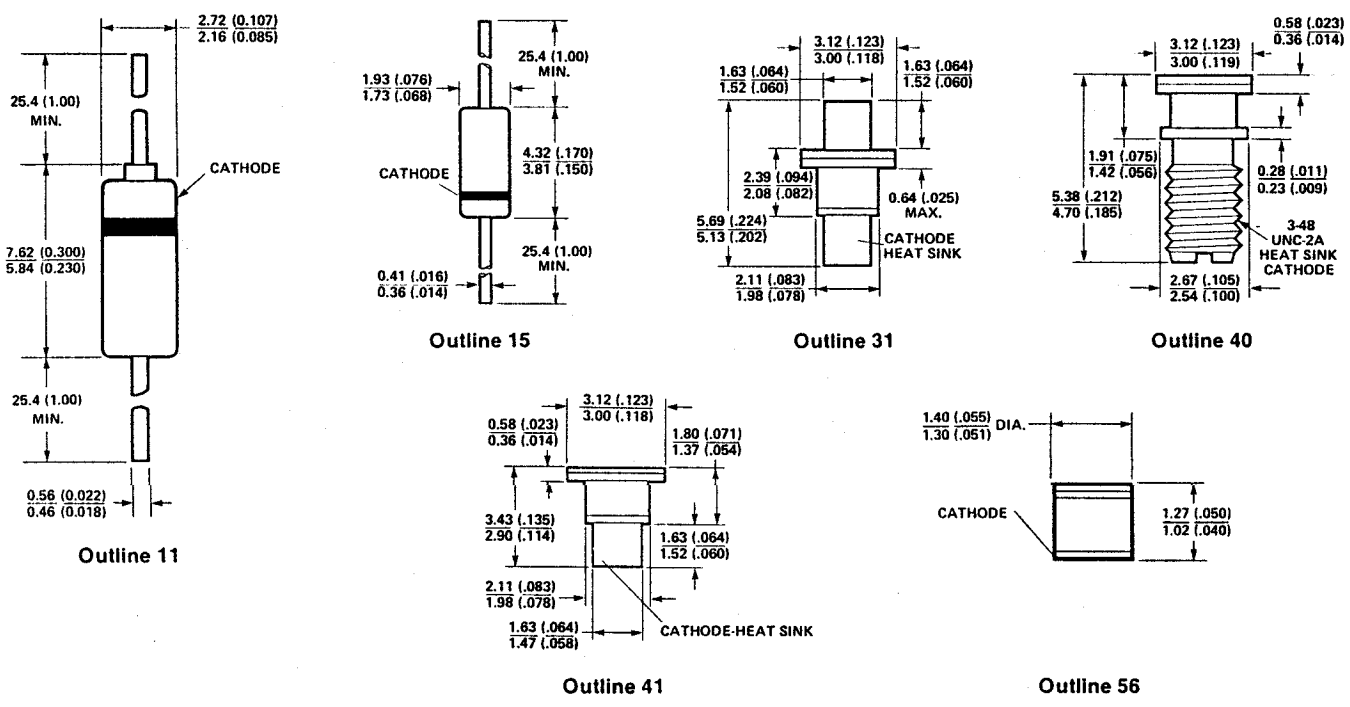 2.72 (0.107)
2.16 (0.085)
25.4 (1.00)
MIN.
CATHODE
7.62 (0.300)
5.84 (0.230)
25.4 (1.00)
MIN.
0.56 (0.022)
0.46 (0.018)
Outline 11
25.4 (1.00)
MIN.
1.93 (.076)
1.73 (.068)
4.32 (.170)
3.81 (.150)
CATHODE
25.4 (1.00)
MIN.
0.41 (.016)
0.36 (.014)
Outline 15
3.12 (.123)
3.00 (.118)
1.63 (.064)
1.52 (.060)
1.63 (.064)
1.52 (.060)
2.39 (.094)
2.08 (.082)
0.64 (.025)
MAX.
5.69 (.224)
5.13 (.202)
CATHODE
HEAT SINK
2.11 (.083)
1.98 (.078)
Outline 31
0.58 (.023)
0.36 (.014)
3.12 (.123)
3.00 (.119)
1.91 (.075)
1.42 (.056)
0.28 (.011)
0.23 (.009)
5.38 (.212)
4.70 (.185)
3-48
UNC-2A
HEAT SINK
CATHODE
2.67 (.105)
2.54 (.100)
Outline 40
3.12 (.123)
3.00 (.118)
0.58 (.023)
0.36 (.014)
1.80 (.071)
1.37 (.054)
3.43 (.135)
2.90 (.114)
1.63 (.064)
1.52 (.060)
2.11 (.083)
1.98 (.078)
1.63 (.064)
1.47 (.058)
CATHODE-HEAT SINK
Outline 41
1.40 (.055)
1.30 (.051)
DIA.
CATHODE
1.27 (.050)
1.02 (.040)
Outline 56